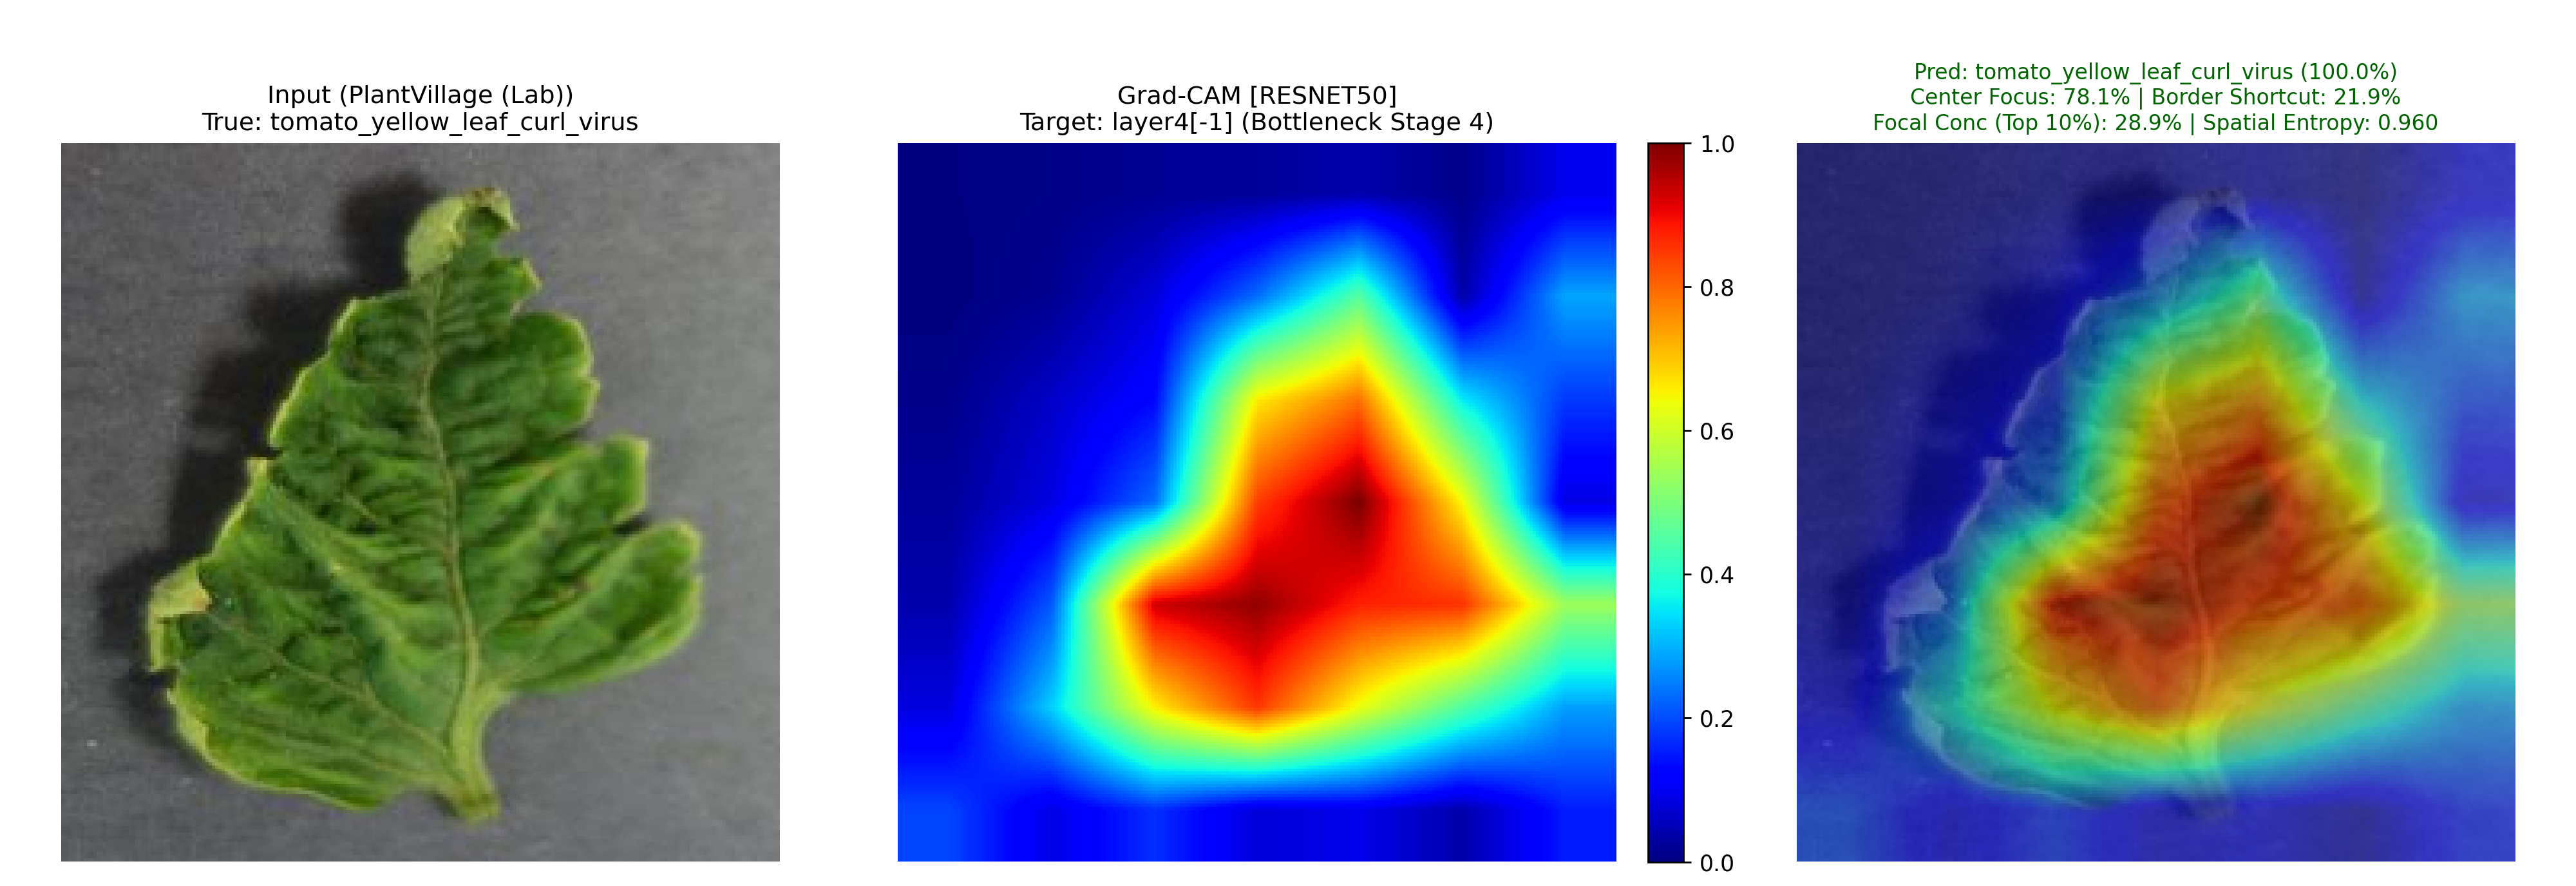 Input (PlantVillage (Lab))
True: tomato_yellow_leaf_curl_virus
Grad-CAM [RESNET50]
Target: layer4[-1] (Bottleneck Stage 4)
1.0
0.8
0.6
0.4
0.2
0.0
Pred: tomato_yellow_leaf_curl_virus (100.0%)
Center Focus: 78.1% | Border Shortcut: 21.9%
Focal Conc (Top 10%): 28.9% | Spatial Entropy: 0.960